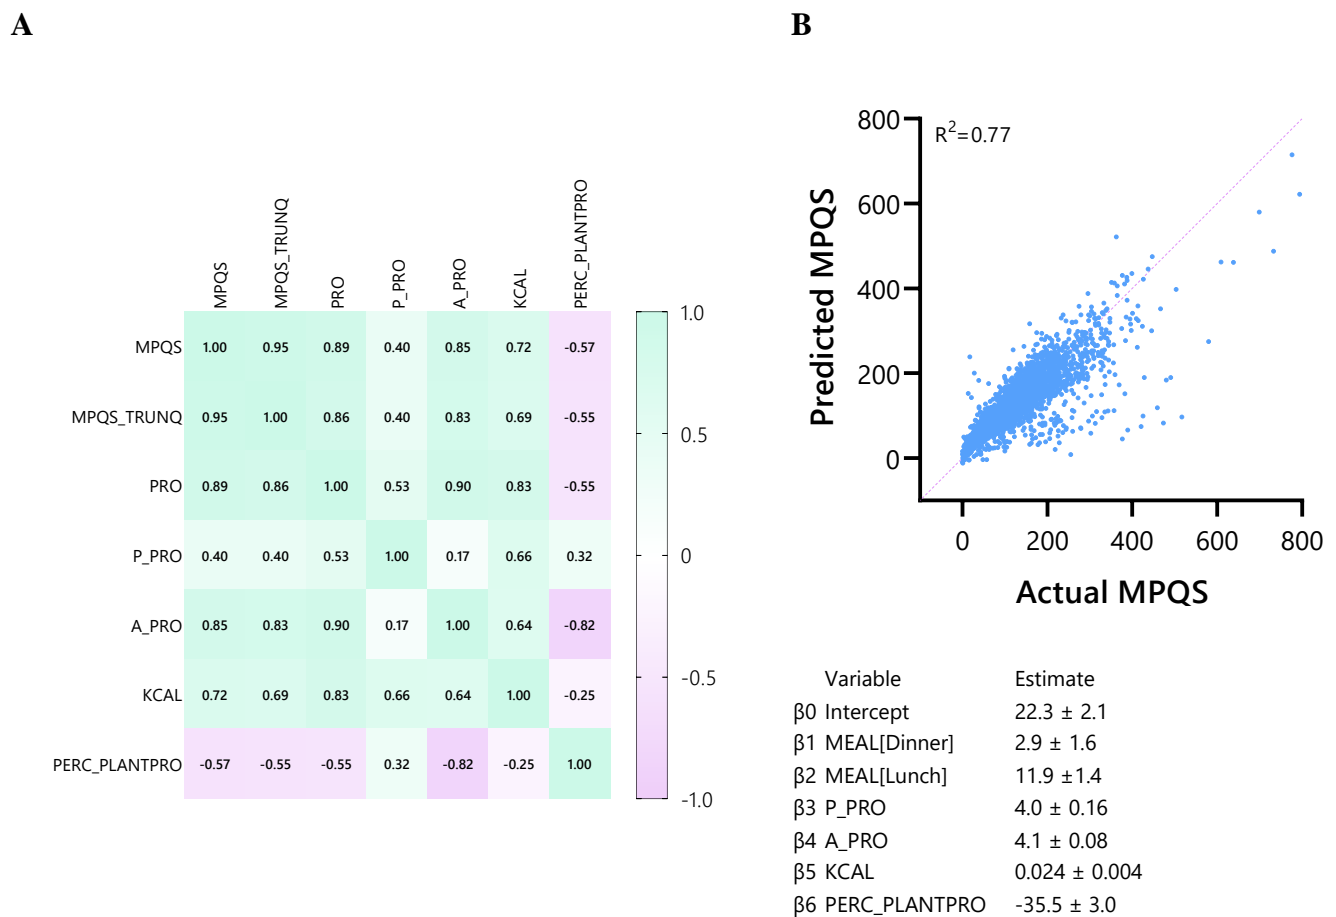 A
B
MPQS
MPQS_TRUNQ
PRO
P_PRO
A_PRO
KCAL
PERC_PLANTPRO
MPQS 1.00 0.95 0.89 0.40 0.85 0.72 -0.57
MPQS_TRUNQ 0.95 1.00 0.86 0.40 0.83 0.69 -0.55
PRO 0.89 0.86 1.00 0.53 0.90 0.83 -0.55
P_PRO 0.40 0.40 0.53 1.00 0.17 0.66 0.32
A_PRO 0.85 0.83 0.90 0.17 1.00 0.64 -0.82
KCAL 0.72 0.69 0.83 0.66 0.64 1.00 -0.25
PERC_PLANTPRO -0.57 -0.55 -0.55 0.32 -0.82 -0.25 1.00
1.0
0.5
0
-0.5
-1.0
R²=0.77
Predicted MPQS
800
600
400
200
0
0 200 400 600 800
Actual MPQS
Variable Estimate
β0 Intercept 22.3 ± 2.1
β1 MEAL[Dinner] 2.9 ± 1.6
β2 MEAL[Lunch] 11.9 ±1.4
β3 P_PRO 4.0 ± 0.16
β4 A_PRO 4.1 ± 0.08
β5 KCAL 0.024 ± 0.004
β6 PERC_PLANTPRO -35.5 ± 3.0